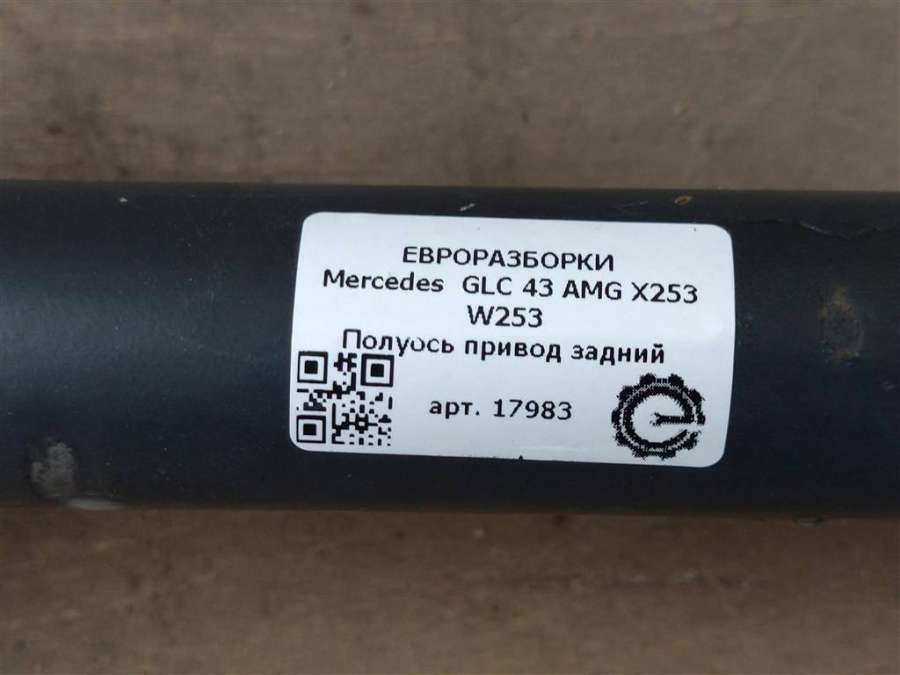 ЕВРОРАЗБОРКИ
Mercedes GLC 43 AMG X253
W253
Полуось привод задний
арт. 17983